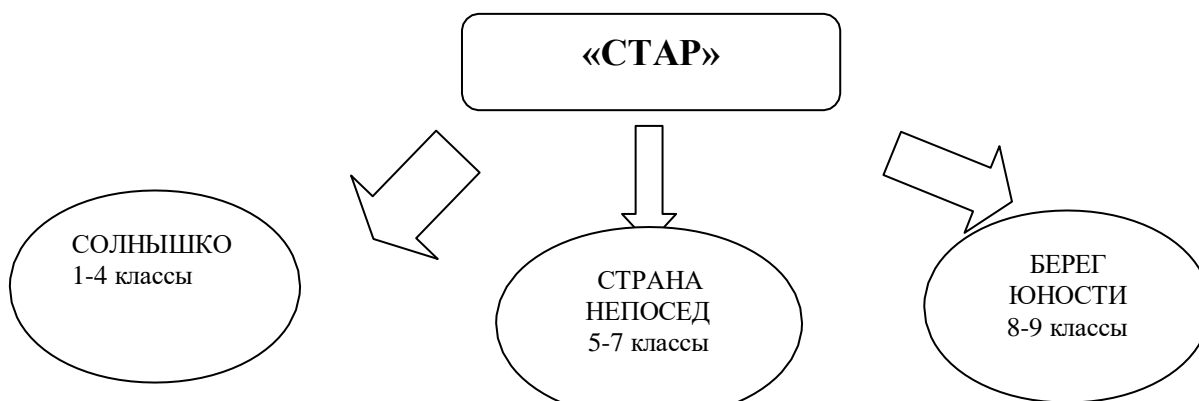 «СТАР»
СОЛНЫШКО
1-4 классы
СТРАНА
НЕПОСЕД
5-7 классы
БЕРЕГ
ЮНОСТИ
8-9 классы